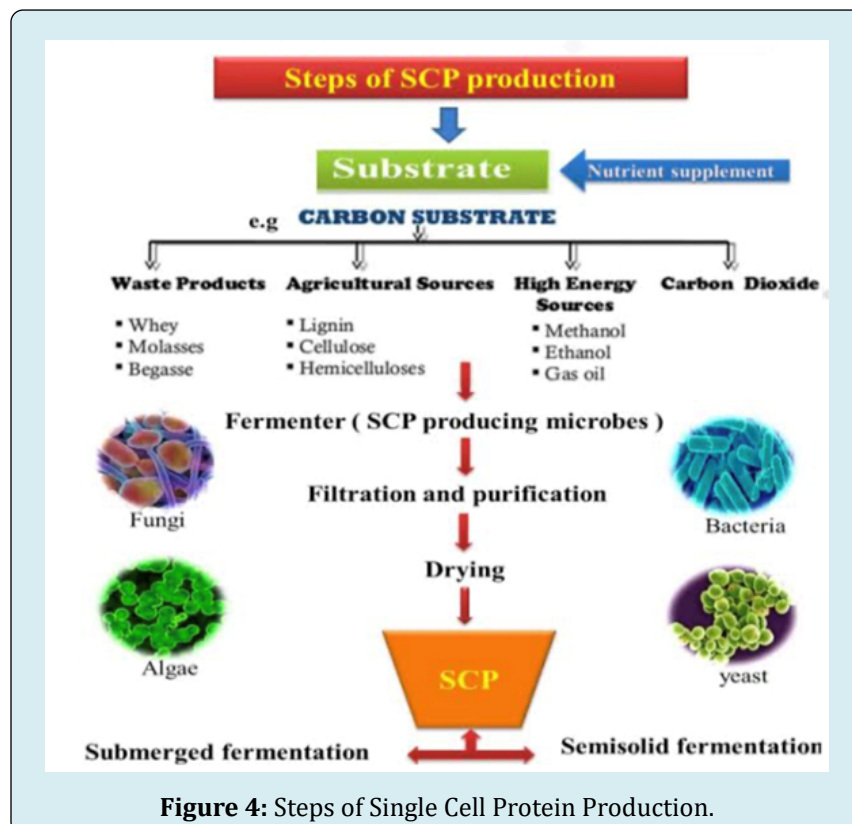 Steps of SCP production
Substrate
Nutrient supplement
e.g CARBON SUBSTRATE
Waste Products
▪ Whey
▪ Molasses
▪ Begasse
Agricultural Sources
▪ Lignin
▪ Cellulose
▪ Hemicelluloses
High Energy
Sources
▪ Methanol
▪ Ethanol
▪ Gas oil
Carbon Dioxide
Fermenter ( SCP producing microbes )
Fungi
Bacteria
Filtration and purification
Drying
Algae
yeast
SCP
Submerged fermentation
Semisolid fermentation
Figure 4: Steps of Single Cell Protein Production.